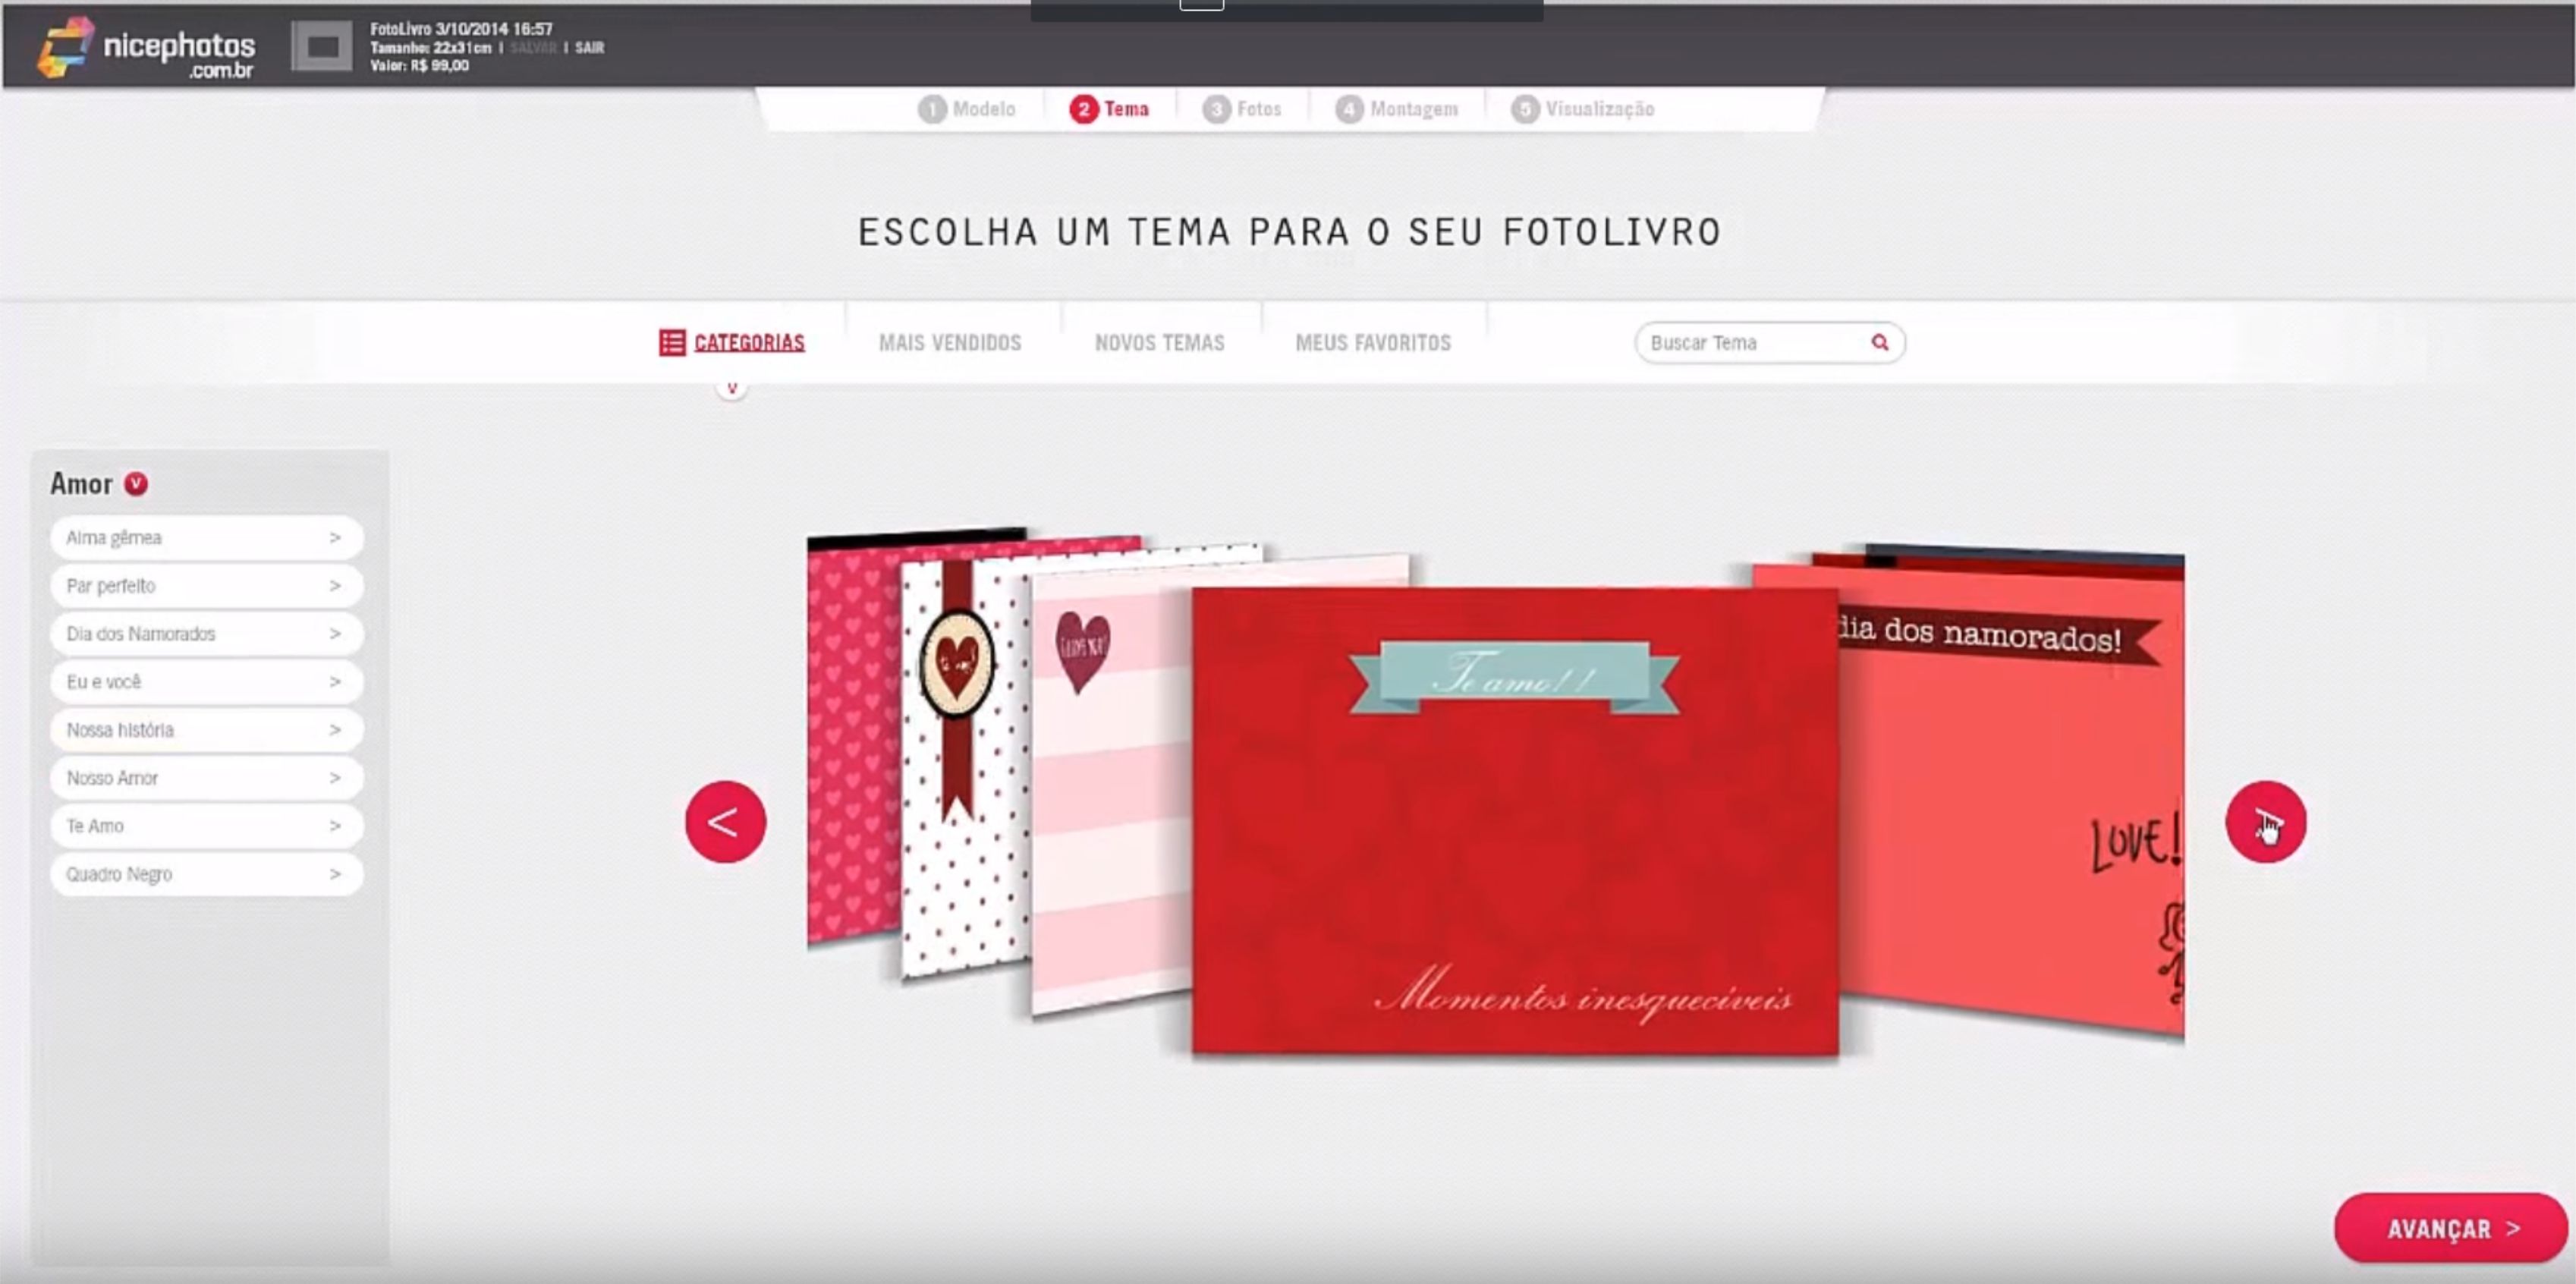 nicephotos
.com.br
FotoLivro 3/10/2014 16:57
Tamanho: 22x31cm | SALVAR | SAIR
Valor: R$ 99,00
1 Modelo
2 Tema
3 Fotos
4 Montagem
5 Visualização
ESCOLHA UM TEMA PARA O SEU FOTOLIVRO
CATEGORIAS
MAIS VENDIDOS
NOVOS TEMAS
MEUS FAVORITOS
Buscar Tema
Amor
Alma gêmea >
Par perfeito >
Dia dos Namorados >
Eu e você >
Nossa história >
Nosso Amor >
Te Amo >
Quadro Negro >
<
Te amo!!
Momentos inesquecíveis
dia dos namorados!
LOVE!
AVANÇAR >